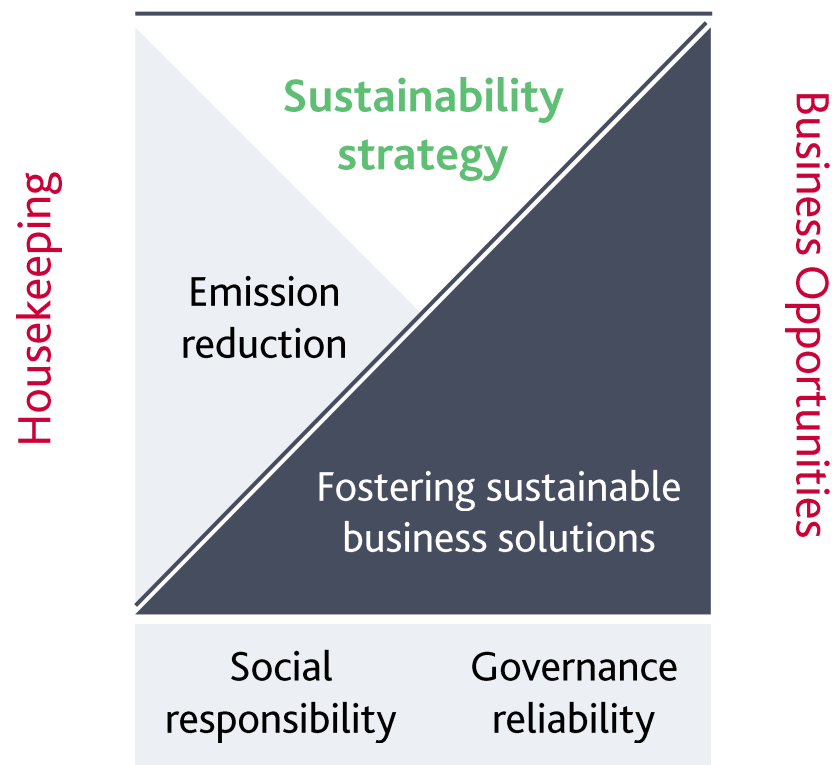 Sustainability
strategy
Housekeeping
Business Opportunities
Emission
reduction
Fostering sustainable
business solutions
Social
responsibility
Governance
reliability